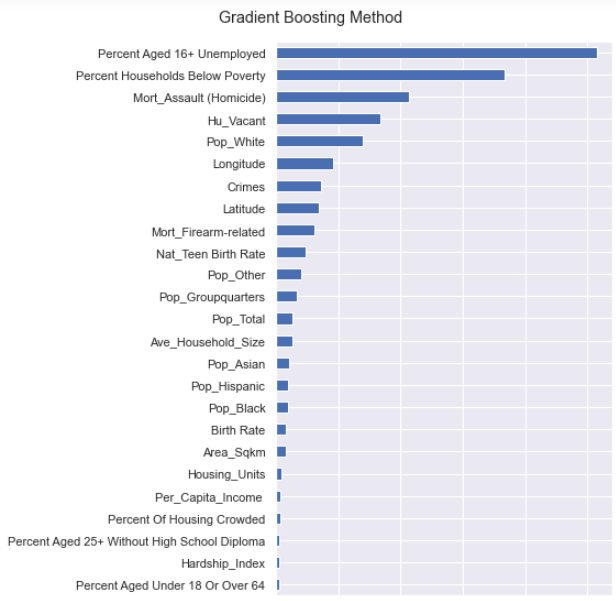 Gradient Boosting Method
Percent Aged 16+ Unemployed
Percent Households Below Poverty
Mort_Assault (Homicide)
Hu_Vacant
Pop_White
Longitude
Crimes
Latitude
Mort_Firearm-related
Nat_Teen Birth Rate
Pop_Other
Pop_Groupquarters
Pop_Total
Ave_Household_Size
Pop_Asian
Pop_Hispanic
Pop_Black
Birth Rate
Area_Sqkm
Housing_Units
Per_Capita_Income
Percent Of Housing Crowded
Percent Aged 25+ Without High School Diploma
Hardship_Index
Percent Aged Under 18 Or Over 64